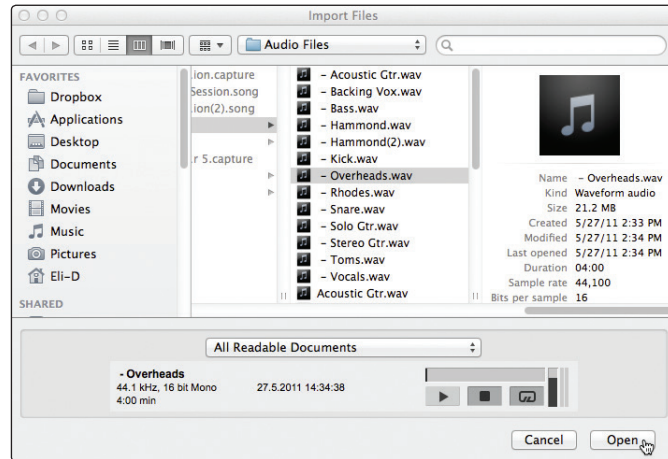 Import Files
Audio Files
FAVORITES
Dropbox
Applications
Desktop
Documents
Downloads
Movies
Music
Pictures
Eli-D
SHARED
ion.capture
Session.song
ion(2).song
r 5.capture
- Acoustic Gtr.wav
- Backing Vox.wav
- Bass.wav
- Hammond.wav
- Hammond(2).wav
- Kick.wav
- Overheads.wav
- Rhodes.wav
- Snare.wav
- Solo Gtr.wav
- Stereo Gtr.wav
- Toms.wav
- Vocals.wav
Acoustic Gtr.wav
Name - Overheads.wav
Kind Waveform audio
Size 21.2 MB
Created 5/27/11 2:33 PM
Modified 5/27/11 2:34 PM
Last opened 5/27/11 2:34 PM
Duration 04:00
Sample rate 44,100
Bits per sample 16
All Readable Documents
- Overheads
44.1 kHz, 16 bit Mono 27.5.2011 14:34:38
4:00 min
Cancel Open